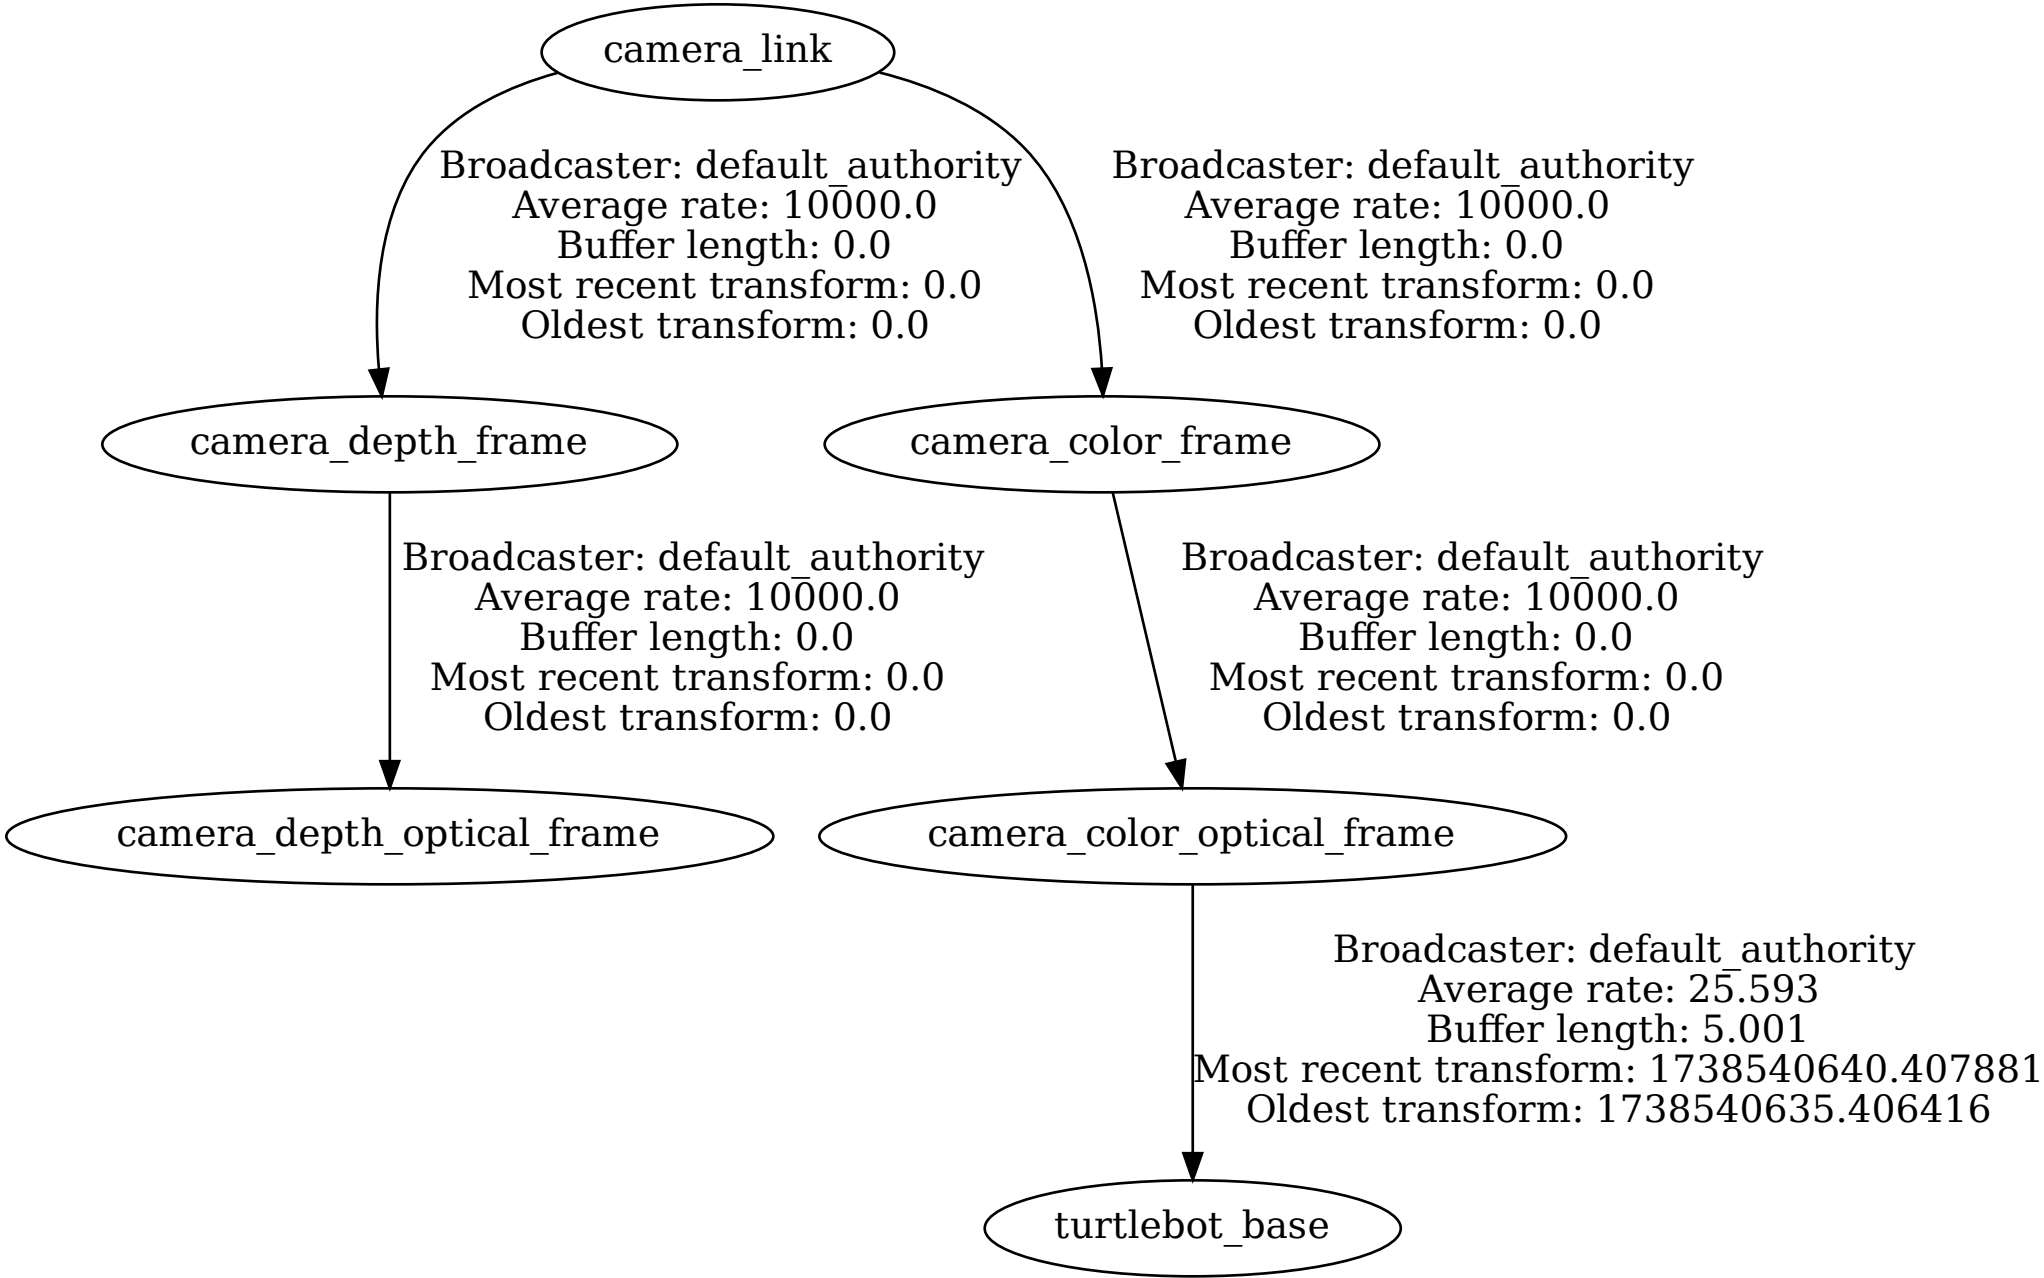 camera_link
Broadcaster: default_authority
Average rate: 10000.0
Buffer length: 0.0
Most recent transform: 0.0
Oldest transform: 0.0
Broadcaster: default_authority
Average rate: 10000.0
Buffer length: 0.0
Most recent transform: 0.0
Oldest transform: 0.0
camera_depth_frame
camera_color_frame
Broadcaster: default_authority
Average rate: 10000.0
Buffer length: 0.0
Most recent transform: 0.0
Oldest transform: 0.0
Broadcaster: default_authority
Average rate: 10000.0
Buffer length: 0.0
Most recent transform: 0.0
Oldest transform: 0.0
camera_depth_optical_frame
camera_color_optical_frame
Broadcaster: default_authority
Average rate: 25.593
Buffer length: 5.001
Most recent transform: 1738540640.407881
Oldest transform: 1738540635.406416
turtlebot_base